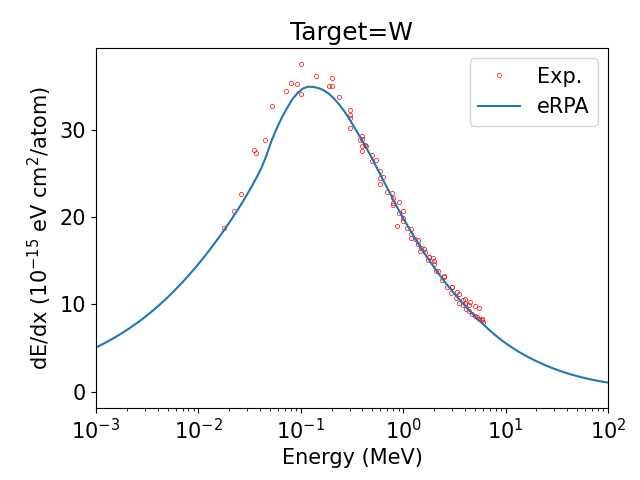 Target=W
Exp.
eRPA
dE/dx (10⁻¹⁵ eV cm²/atom)
30
20
10
0
10⁻³ 10⁻² 10⁻¹ 10⁰ 10¹ 10²
Energy (MeV)